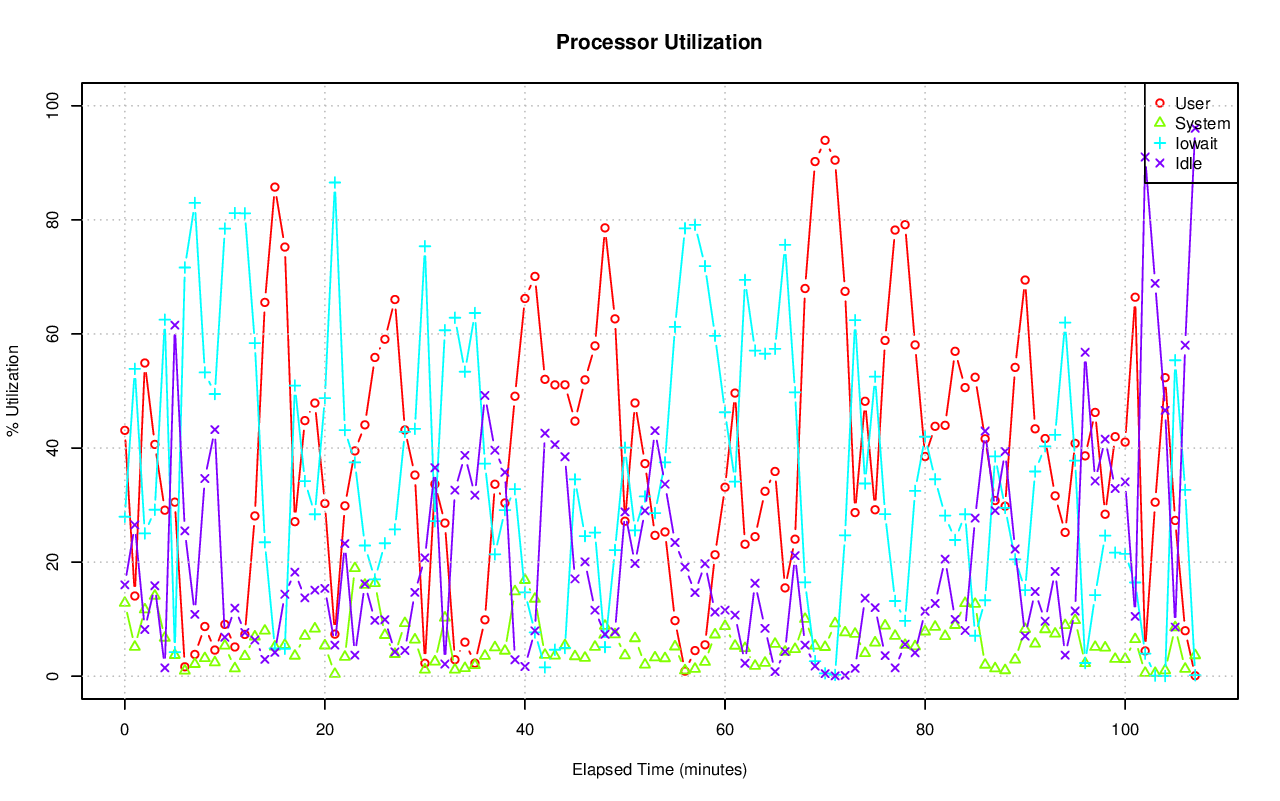 Processor Utilization
% Utilization
100
80
60
40
20
0
User
System
Iowait
Idle
0 20 40 60 80 100
Elapsed Time (minutes)